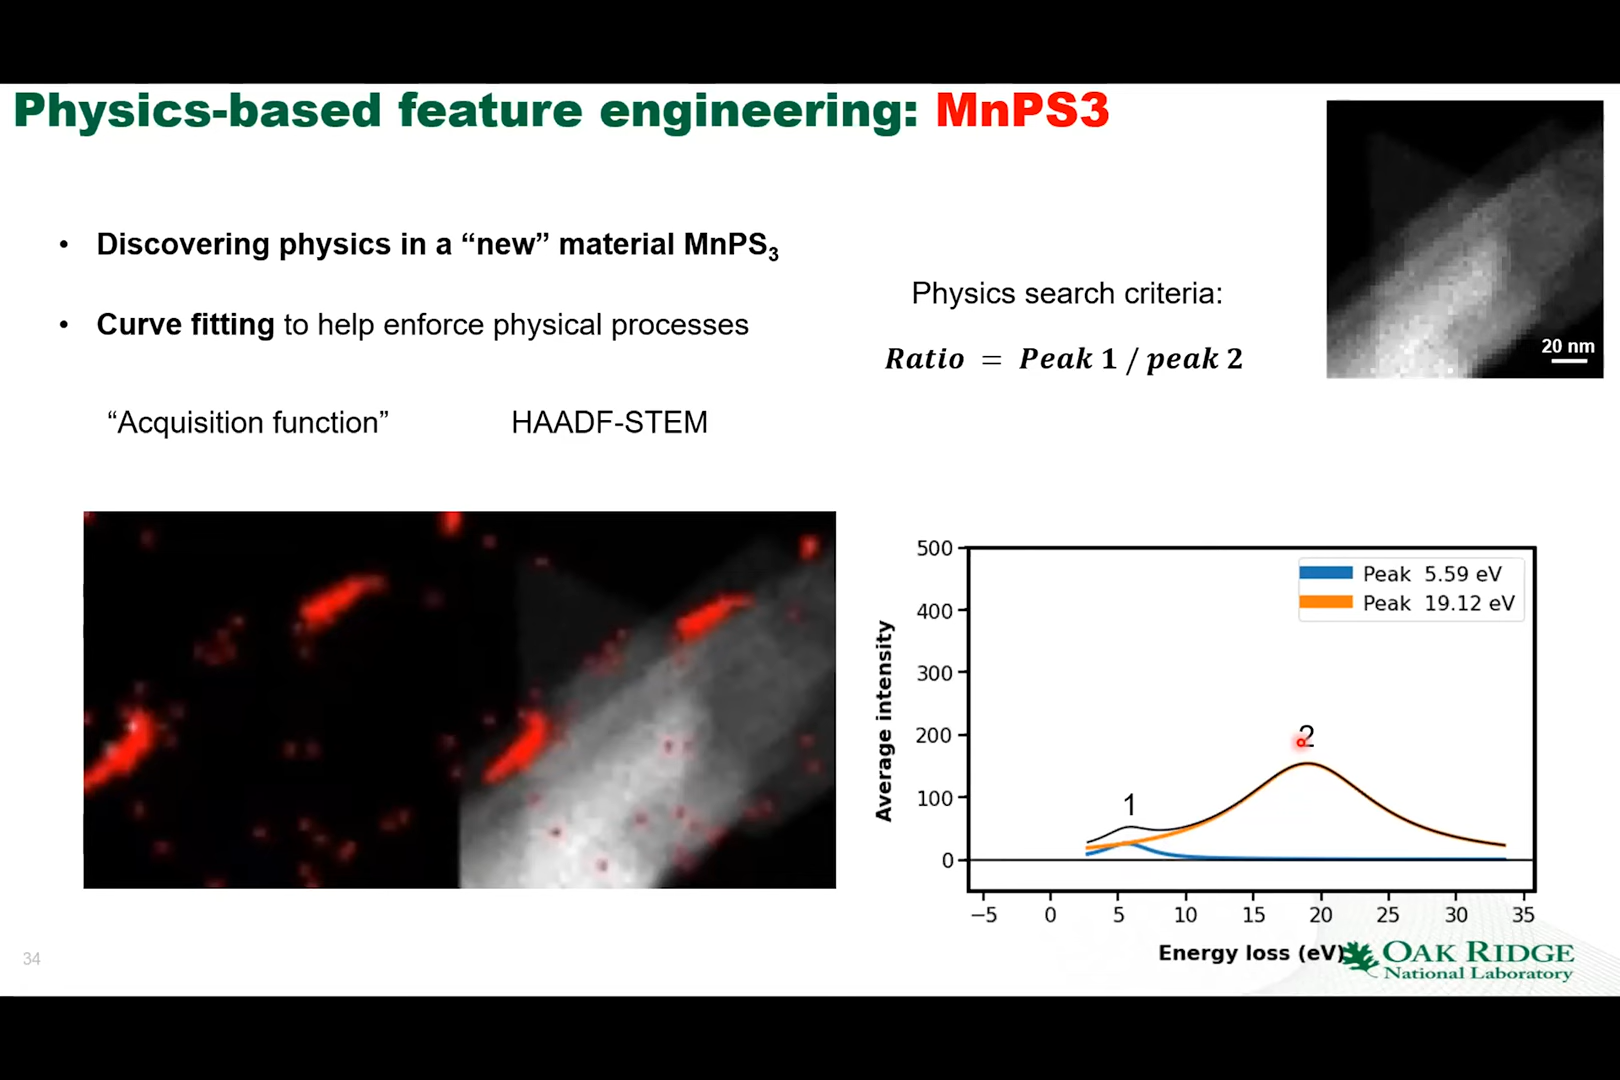 Physics-based feature engineering: MnPS3
• Discovering physics in a “new” material MnPS3
• Curve fitting to help enforce physical processes
“Acquisition function” HAADF-STEM
Physics search criteria:
Ratio = Peak 1 / peak 2
20 nm
500
400
300
200
100
0
Average intensity
Peak 5.59 eV
Peak 19.12 eV
1
2
−5 0 5 10 15 20 25 30 35
Energy loss (eV)
34
OAK RIDGE
National Laboratory